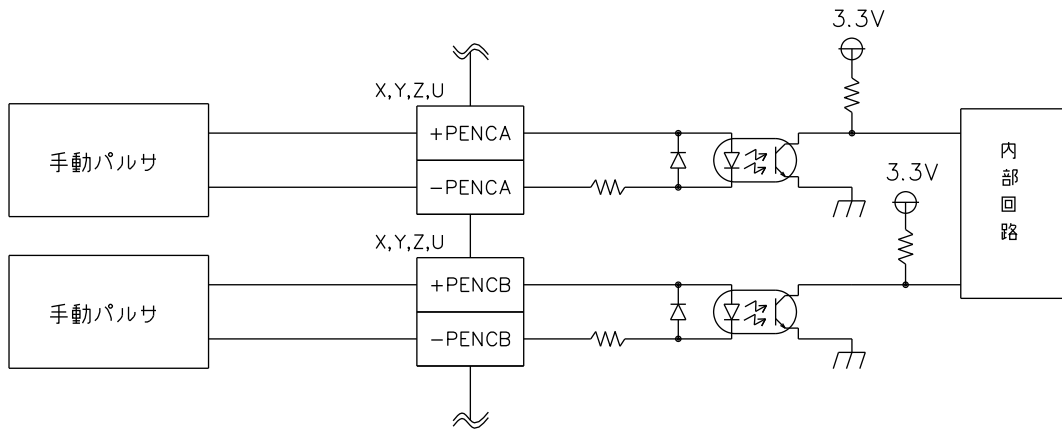 3.3V
X,Y,Z,U
手動パルサ
+PENCA
-PENCA
3.3V
内部回路
X,Y,Z,U
手動パルサ
+PENCB
-PENCB